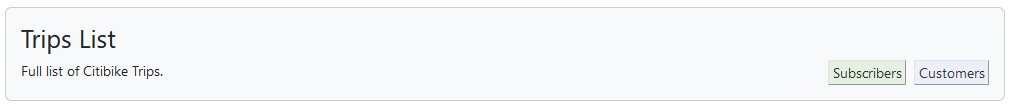 Trips List
Full list of Citibike Trips.
Subscribers Customers